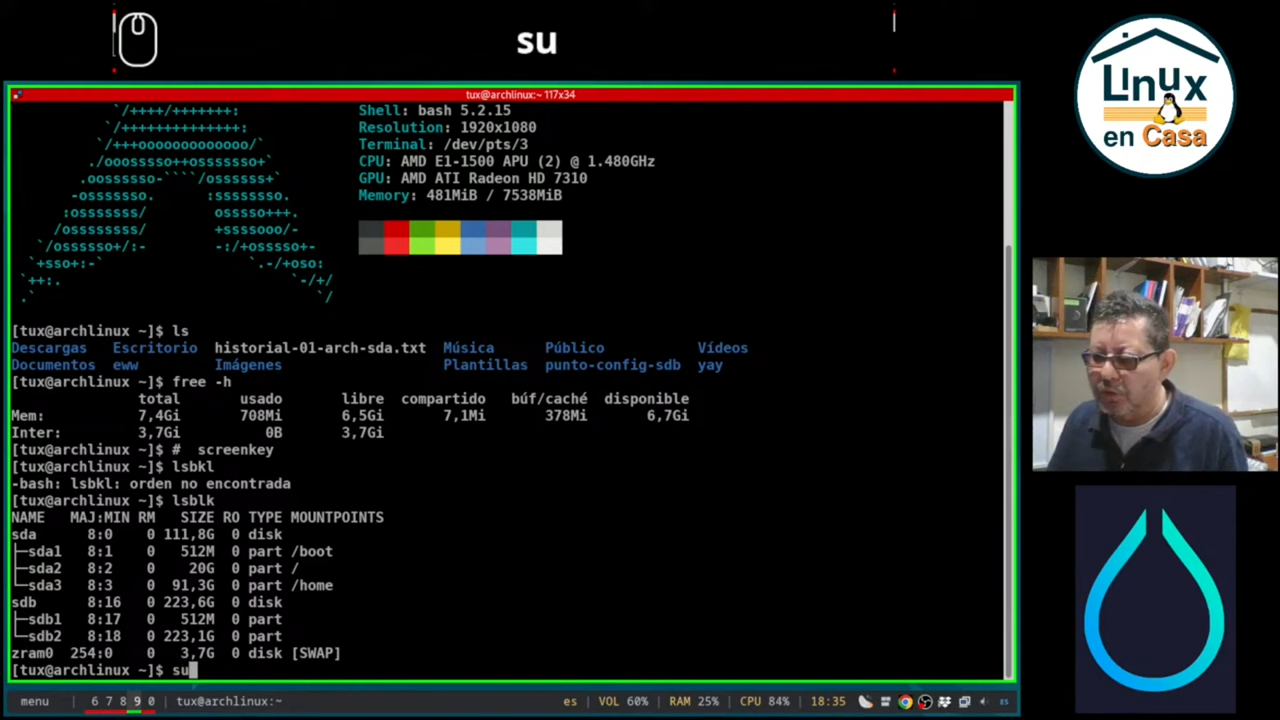 su
Linux
en Casa
tux@archlinux:~ 117x34
`/++++/+++++++: Shell: bash 5.2.15
`/++++++++++++++: Resolution: 1920x1080
`/+++ooooooooooooo/` Terminal: /dev/pts/3
./ooosssso++osssssso+` CPU: AMD E1-1500 APU (2) @ 1.480GHz
.oossssso-````/ossssss+` GPU: AMD ATI Radeon HD 7310
-osssssso. :ssssssso. Memory: 481MiB / 7538MiB
:osssssss/ osssso+++.
/ossssssss/ +ssssooo/-
`/ossssso+/:- -:/+osssso+-
`+sso+:-` `.-/+oso:
`++:. `-/+/
.` `/
[tux@archlinux ~]$ ls
Descargas Escritorio historial-01-arch-sda.txt Música Público Vídeos
Documentos eww Imágenes Plantillas punto-config-sdb yay
[tux@archlinux ~]$ free -h
total usado libre compartido búf/caché disponible
Mem: 7,4Gi 708Mi 6,5Gi 7,1Mi 378Mi 6,7Gi
Inter: 3,7Gi 0B 3,7Gi
[tux@archlinux ~]$ # screenkey
[tux@archlinux ~]$ lsbkl
-bash: lsbkl: orden no encontrada
[tux@archlinux ~]$ lsblk
NAME MAJ:MIN RM SIZE RO TYPE MOUNTPOINTS
sda 8:0 0 111,8G 0 disk
├─sda1 8:1 0 512M 0 part /boot
├─sda2 8:2 0 20G 0 part /
└─sda3 8:3 0 91,3G 0 part /home
sdb 8:16 0 223,6G 0 disk
├─sdb1 8:17 0 512M 0 part
└─sdb2 8:18 0 223,1G 0 part
zram0 254:0 0 3,7G 0 disk [SWAP]
[tux@archlinux ~]$ su
menu | 6 7 8 9 0 | tux@archlinux:~ es | VOL 60% | RAM 25% | CPU 84% | 18:35 ES